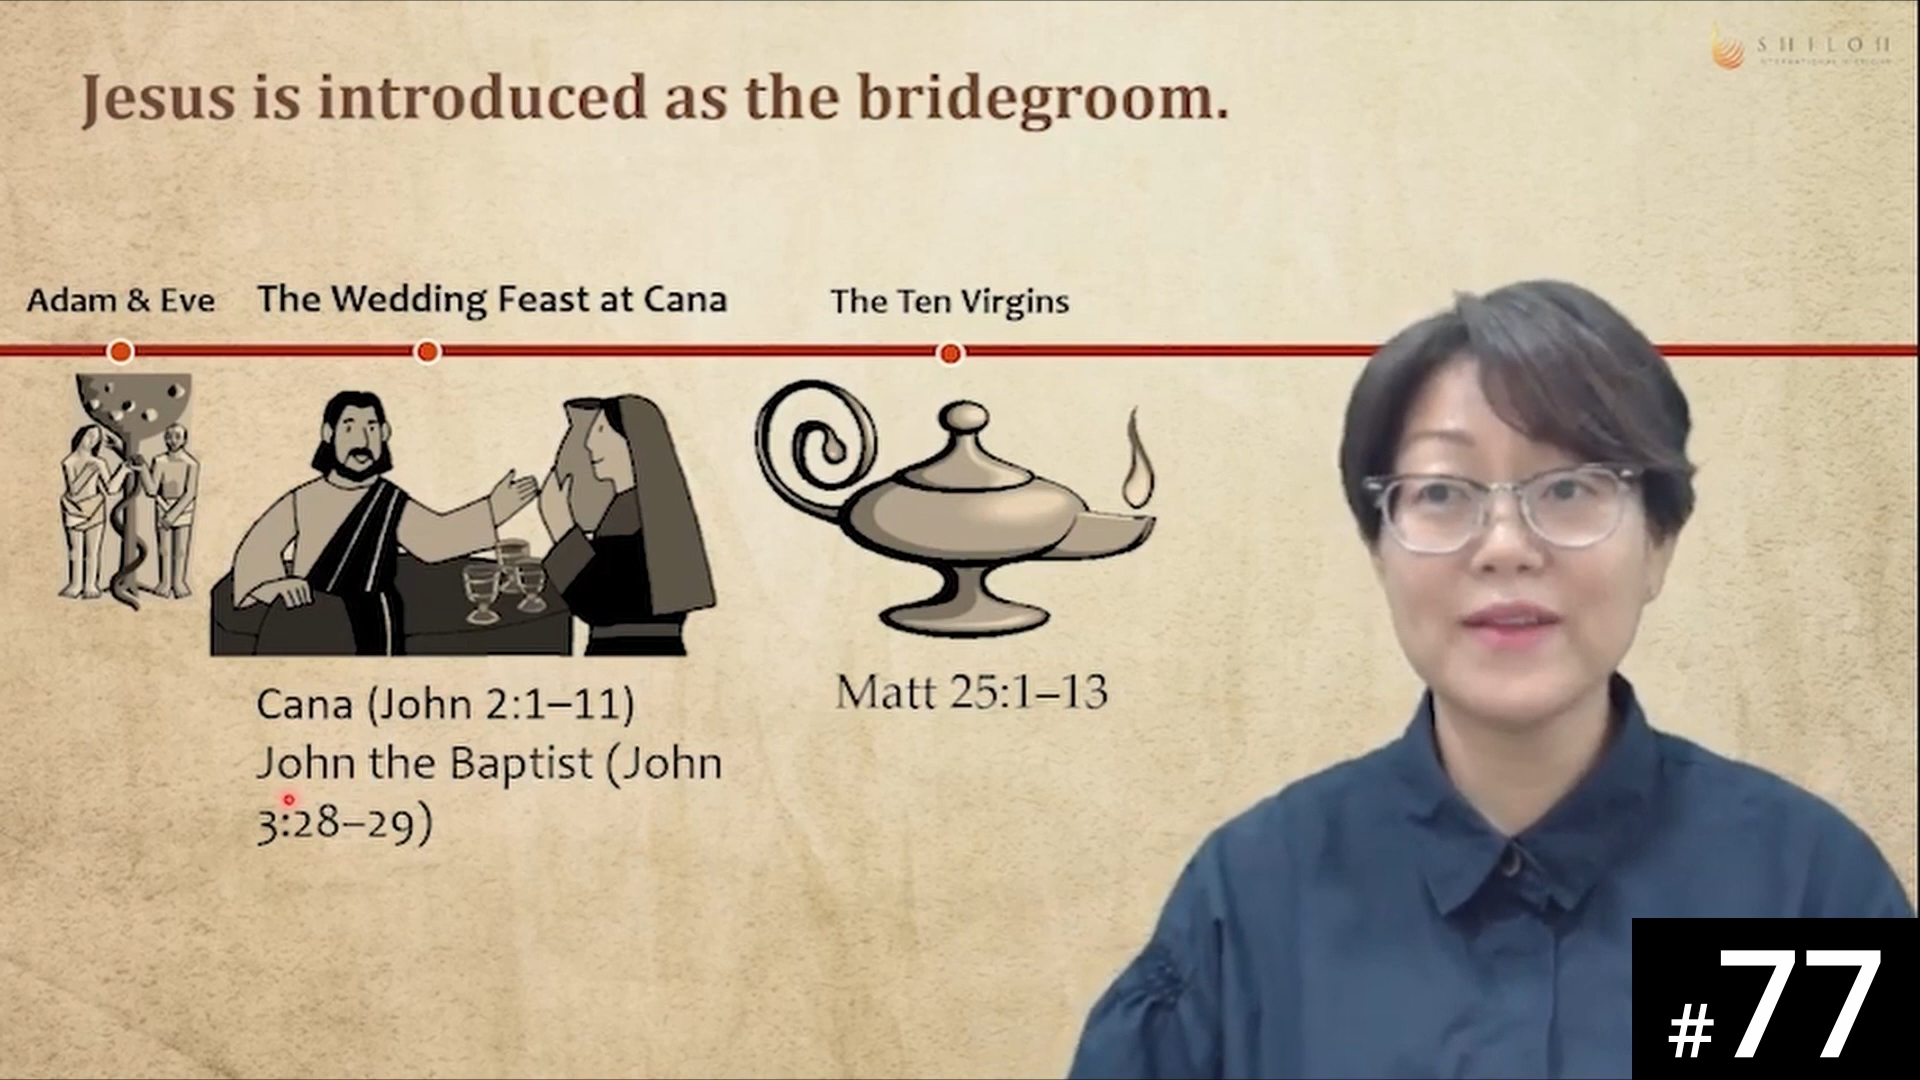 SHILOH
Jesus is introduced as the bridegroom.
Adam & Eve
The Wedding Feast at Cana
The Ten Virgins
Cana (John 2:1–11)
John the Baptist (John
3:28–29)
Matt 25:1–13
#77